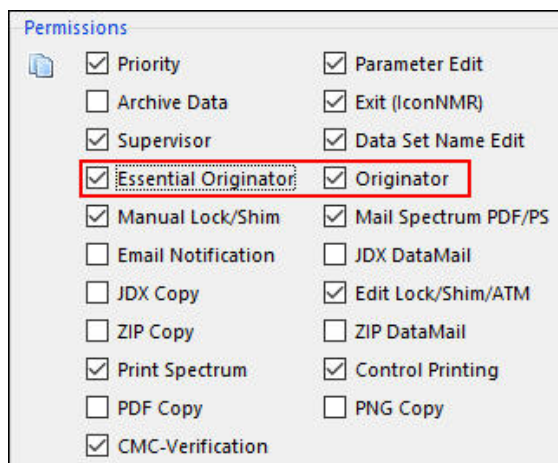 Permissions
Priority Parameter Edit
Archive Data Exit (IconNMR)
Supervisor Data Set Name Edit
Essential Originator Originator
Manual Lock/Shim Mail Spectrum PDF/PS
Email Notification JDX DataMail
JDX Copy Edit Lock/Shim/ATM
ZIP Copy ZIP DataMail
Print Spectrum Control Printing
PDF Copy PNG Copy
CMC-Verification